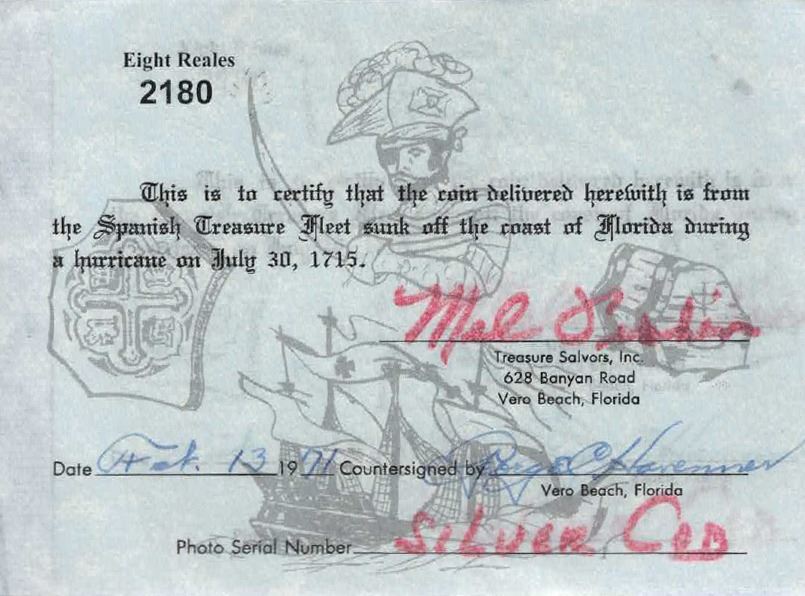 Eight Reales
2180
This is to certify that the coin delivered herewith is from
the Spanish Treasure Fleet sunk off the coast of Florida during
a hurricane on July 30, 1715.
Mel
Treasure Salvors, Inc.
628 Banyan Road
Vero Beach, Florida
Date Feb. 13 1971 Countersigned by
Vero Beach, Florida
Photo Serial Number SILVER COB